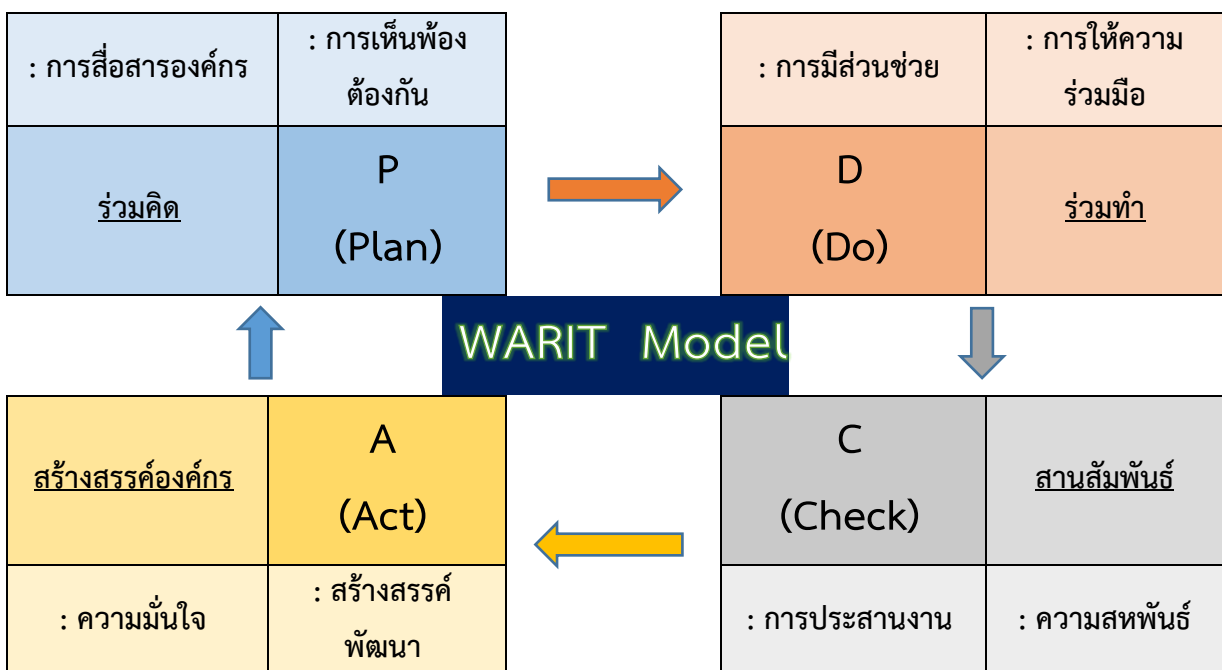 : การสื่อสารองค์กร
: การเห็นพ้อง
ต้องกัน
ร่วมคิด
P
(Plan)
: การมีส่วนช่วย
: การให้ความ
ร่วมมือ
D
(Do)
ร่วมทำ
WARIT Model
สร้างสรรค์องค์กร
A
(Act)
: ความมั่นใจ
: สร้างสรรค์
พัฒนา
C
(Check)
สานสัมพันธ์
: การประสานงาน
: ความสหพันธ์